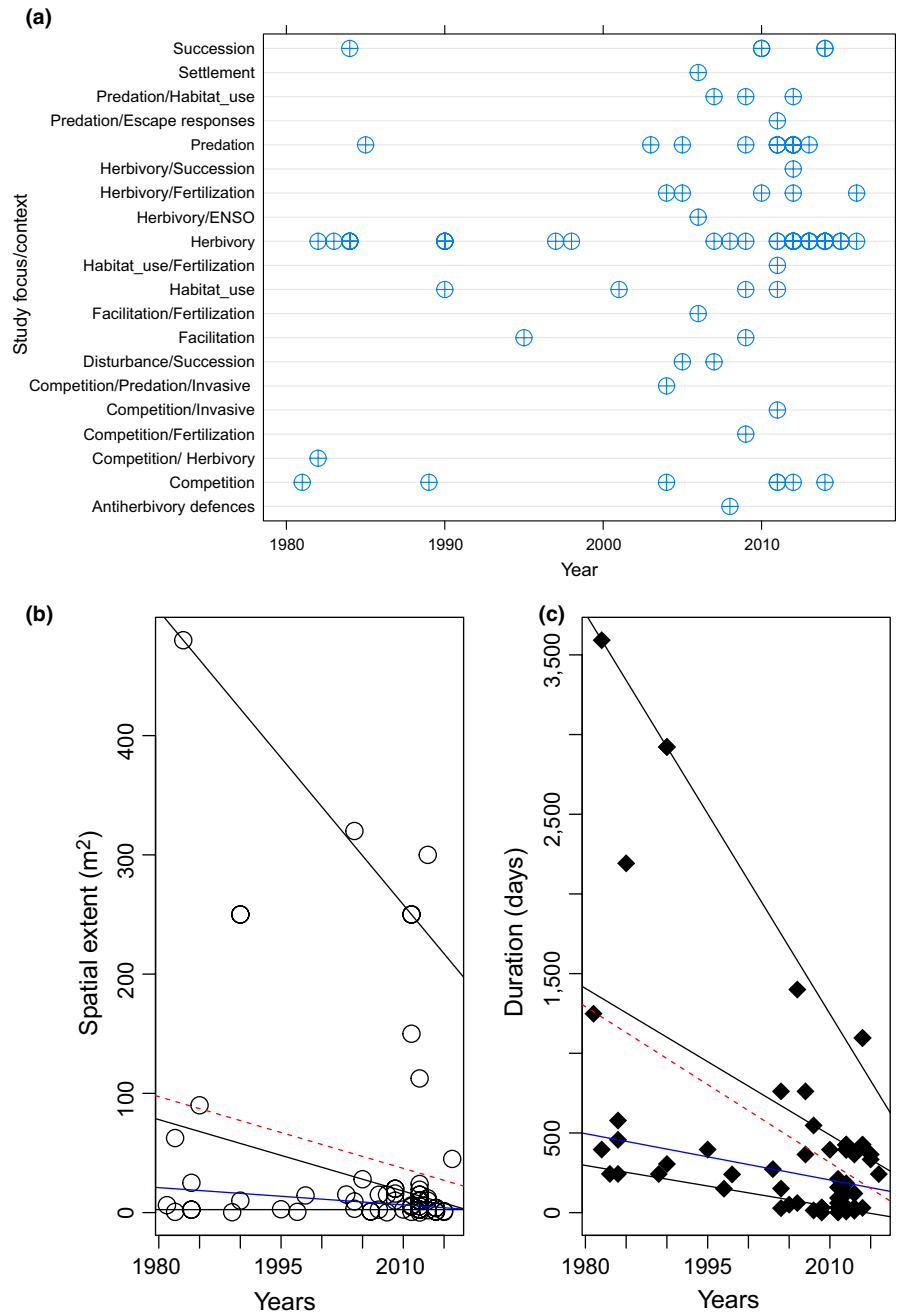 (a)
Succession
Settlement
Predation/Habitat_use
Predation/Escape responses
Predation
Herbivory/Succession
Herbivory/Fertilization
Herbivory/ENSO
Herbivory
Habitat_use/Fertilization
Habitat_use
Facilitation/Fertilization
Facilitation
Disturbance/Succession
Competition/Predation/Invasive
Competition/Invasive
Competition/Fertilization
Competition/ Herbivory
Competition
Antiherbivory defences
Study focus/context
1980 1990 2000 2010
Year
(b)
Spatial extent (m²)
400
300
200
100
0
1980 1995 2010
Years
(c)
Duration (days)
3,500
2,500
1,500
500
0
1980 1995 2010
Years